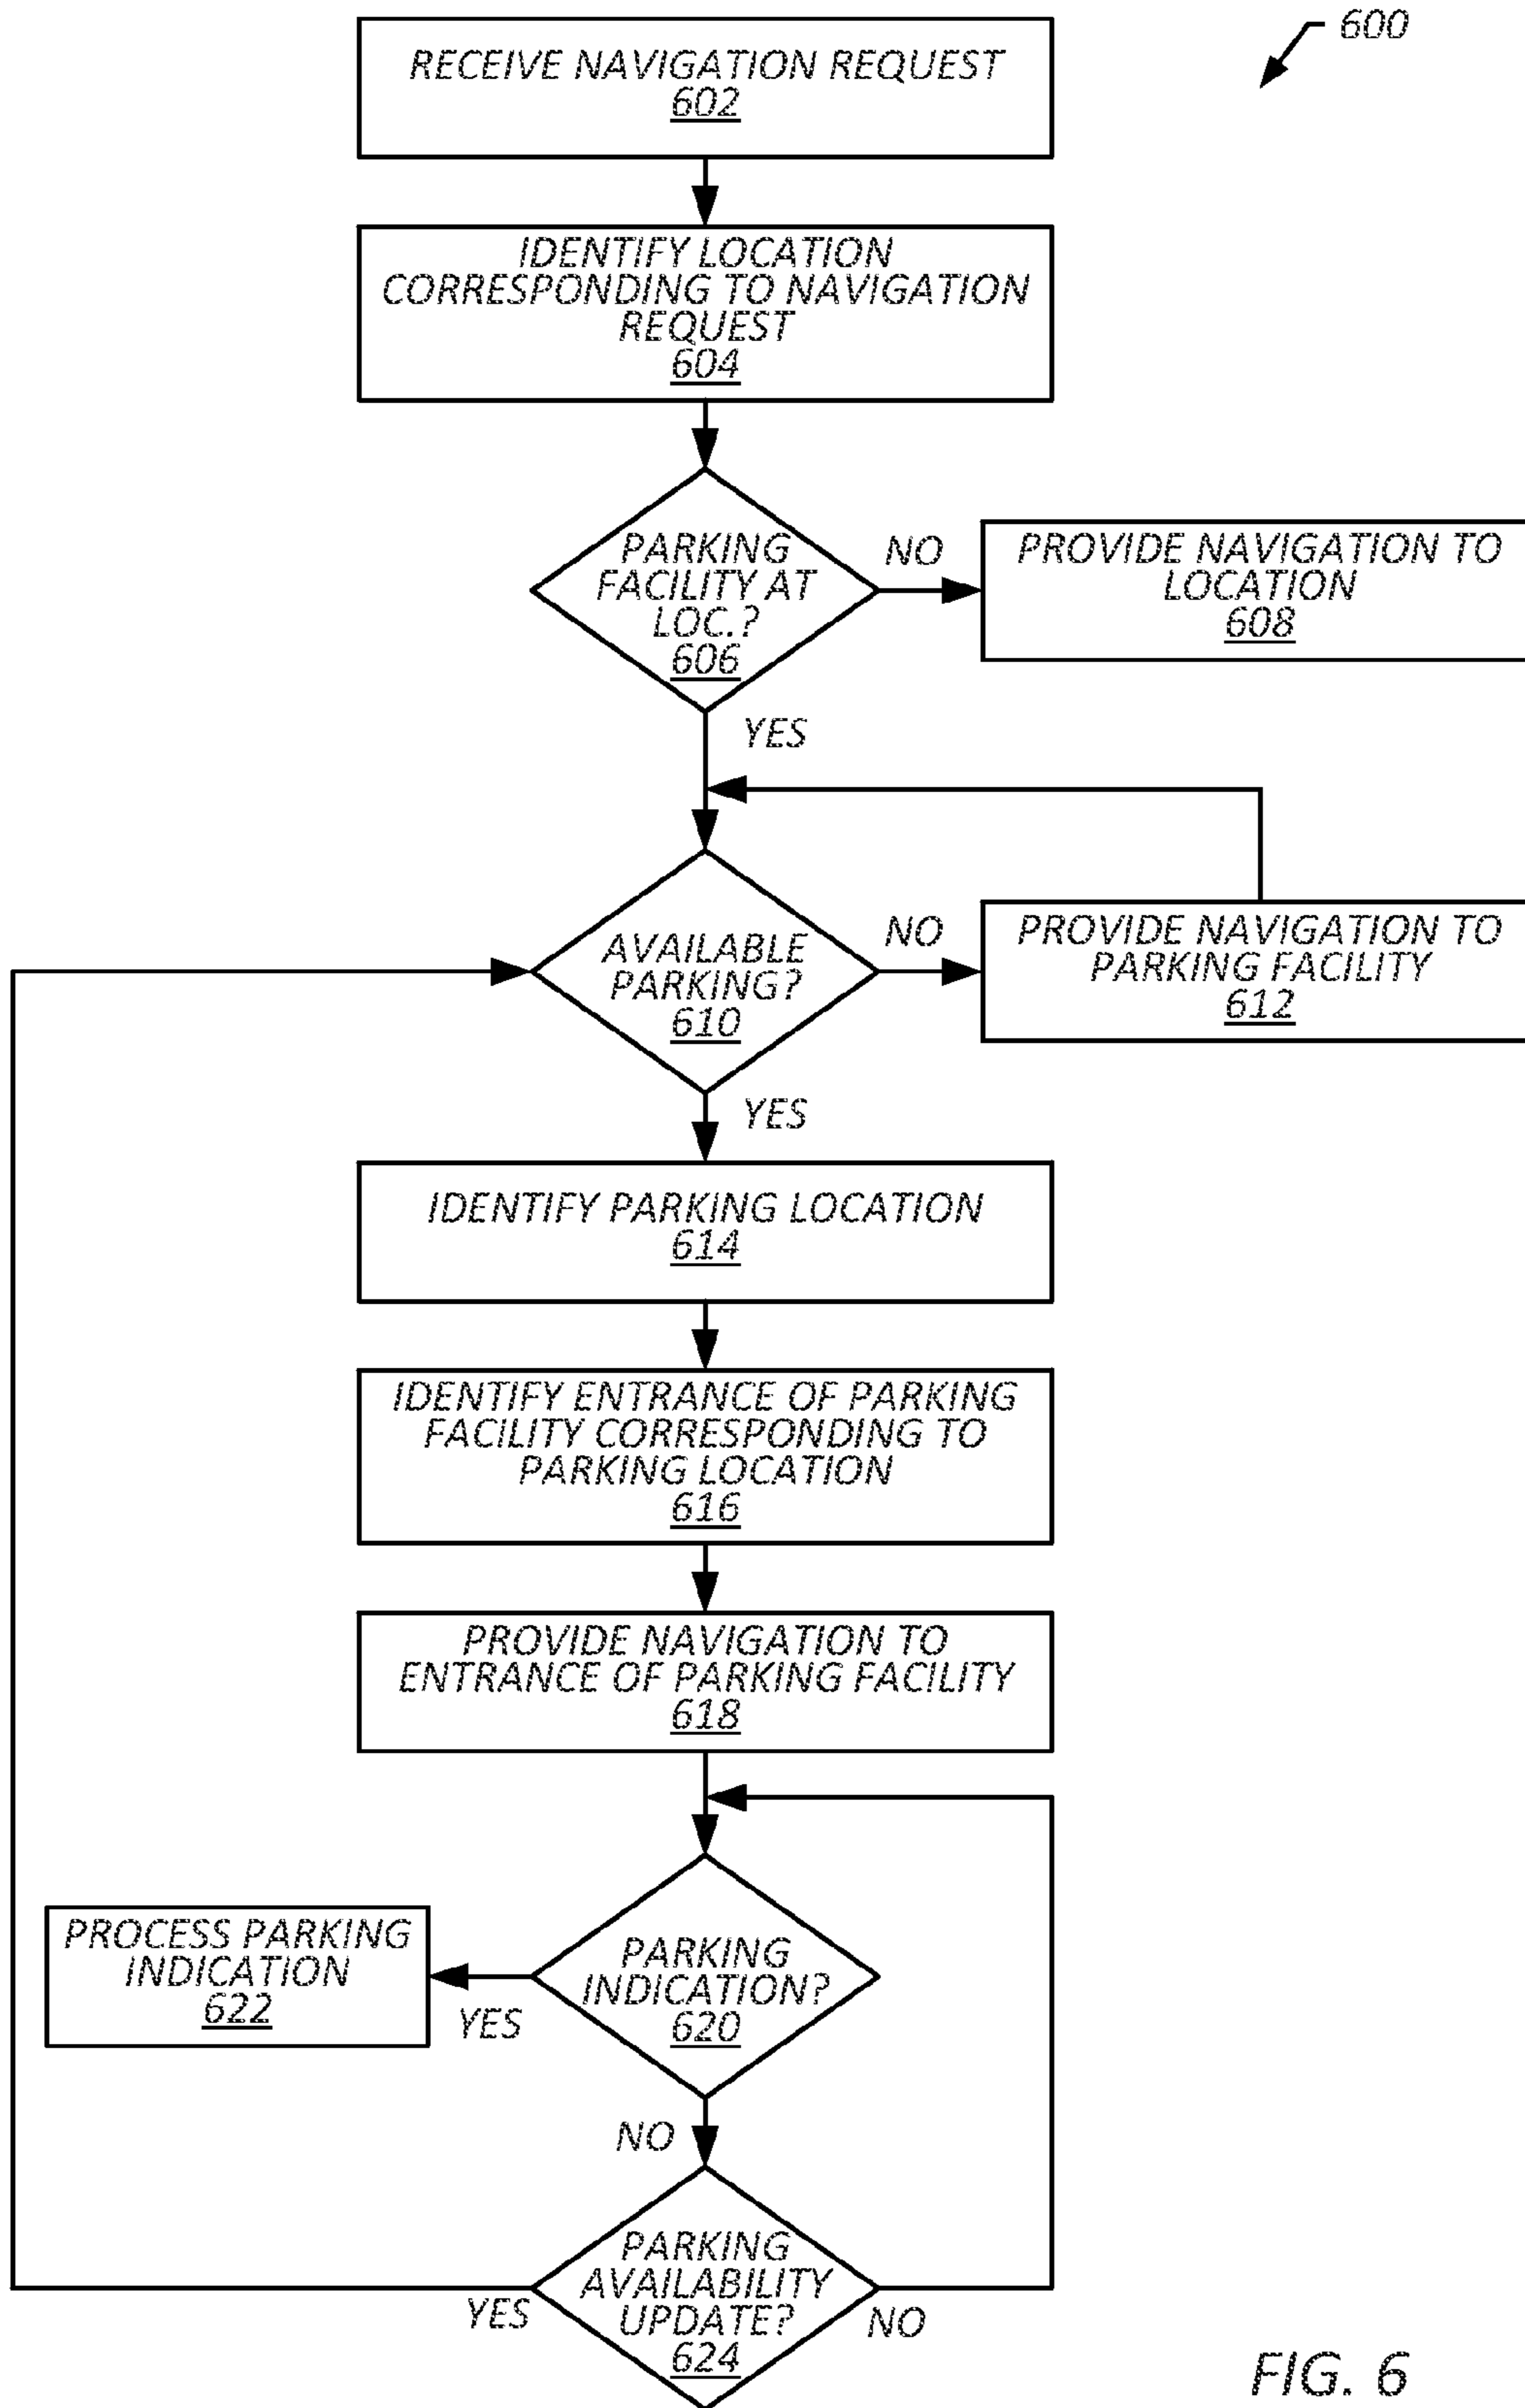 600
RECEIVE NAVIGATION REQUEST
602
IDENTIFY LOCATION
CORRESPONDING TO NAVIGATION
REQUEST
604
PARKING
FACILITY AT
LOC.?
606
NO
PROVIDE NAVIGATION TO
LOCATION
608
YES
AVAILABLE
PARKING?
610
NO
PROVIDE NAVIGATION TO
PARKING FACILITY
612
YES
IDENTIFY PARKING LOCATION
614
IDENTIFY ENTRANCE OF PARKING
FACILITY CORRESPONDING TO
PARKING LOCATION
616
PROVIDE NAVIGATION TO
ENTRANCE OF PARKING FACILITY
618
PARKING
INDICATION?
620
YES
PROCESS PARKING
INDICATION
622
NO
PARKING
AVAILABILITY
UPDATE?
624
YES
NO
FIG. 6